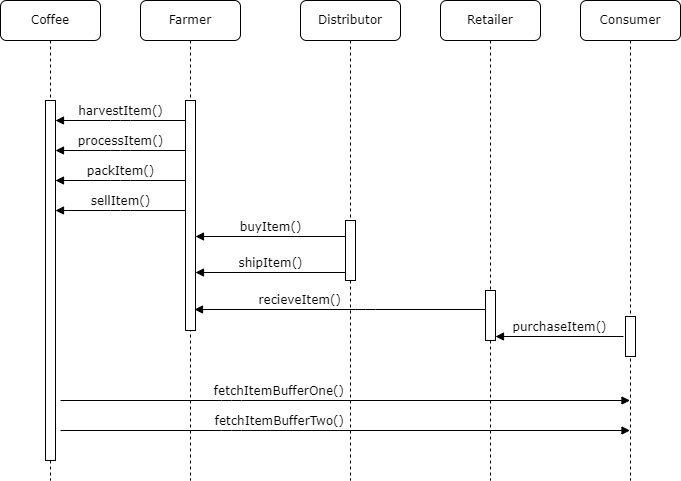 Coffee
Farmer
Distributor
Retailer
Consumer
harvestItem()
processItem()
packItem()
sellItem()
buyItem()
shipItem()
recieveItem()
purchaseItem()
fetchItemBufferOne()
fetchItemBufferTwo()